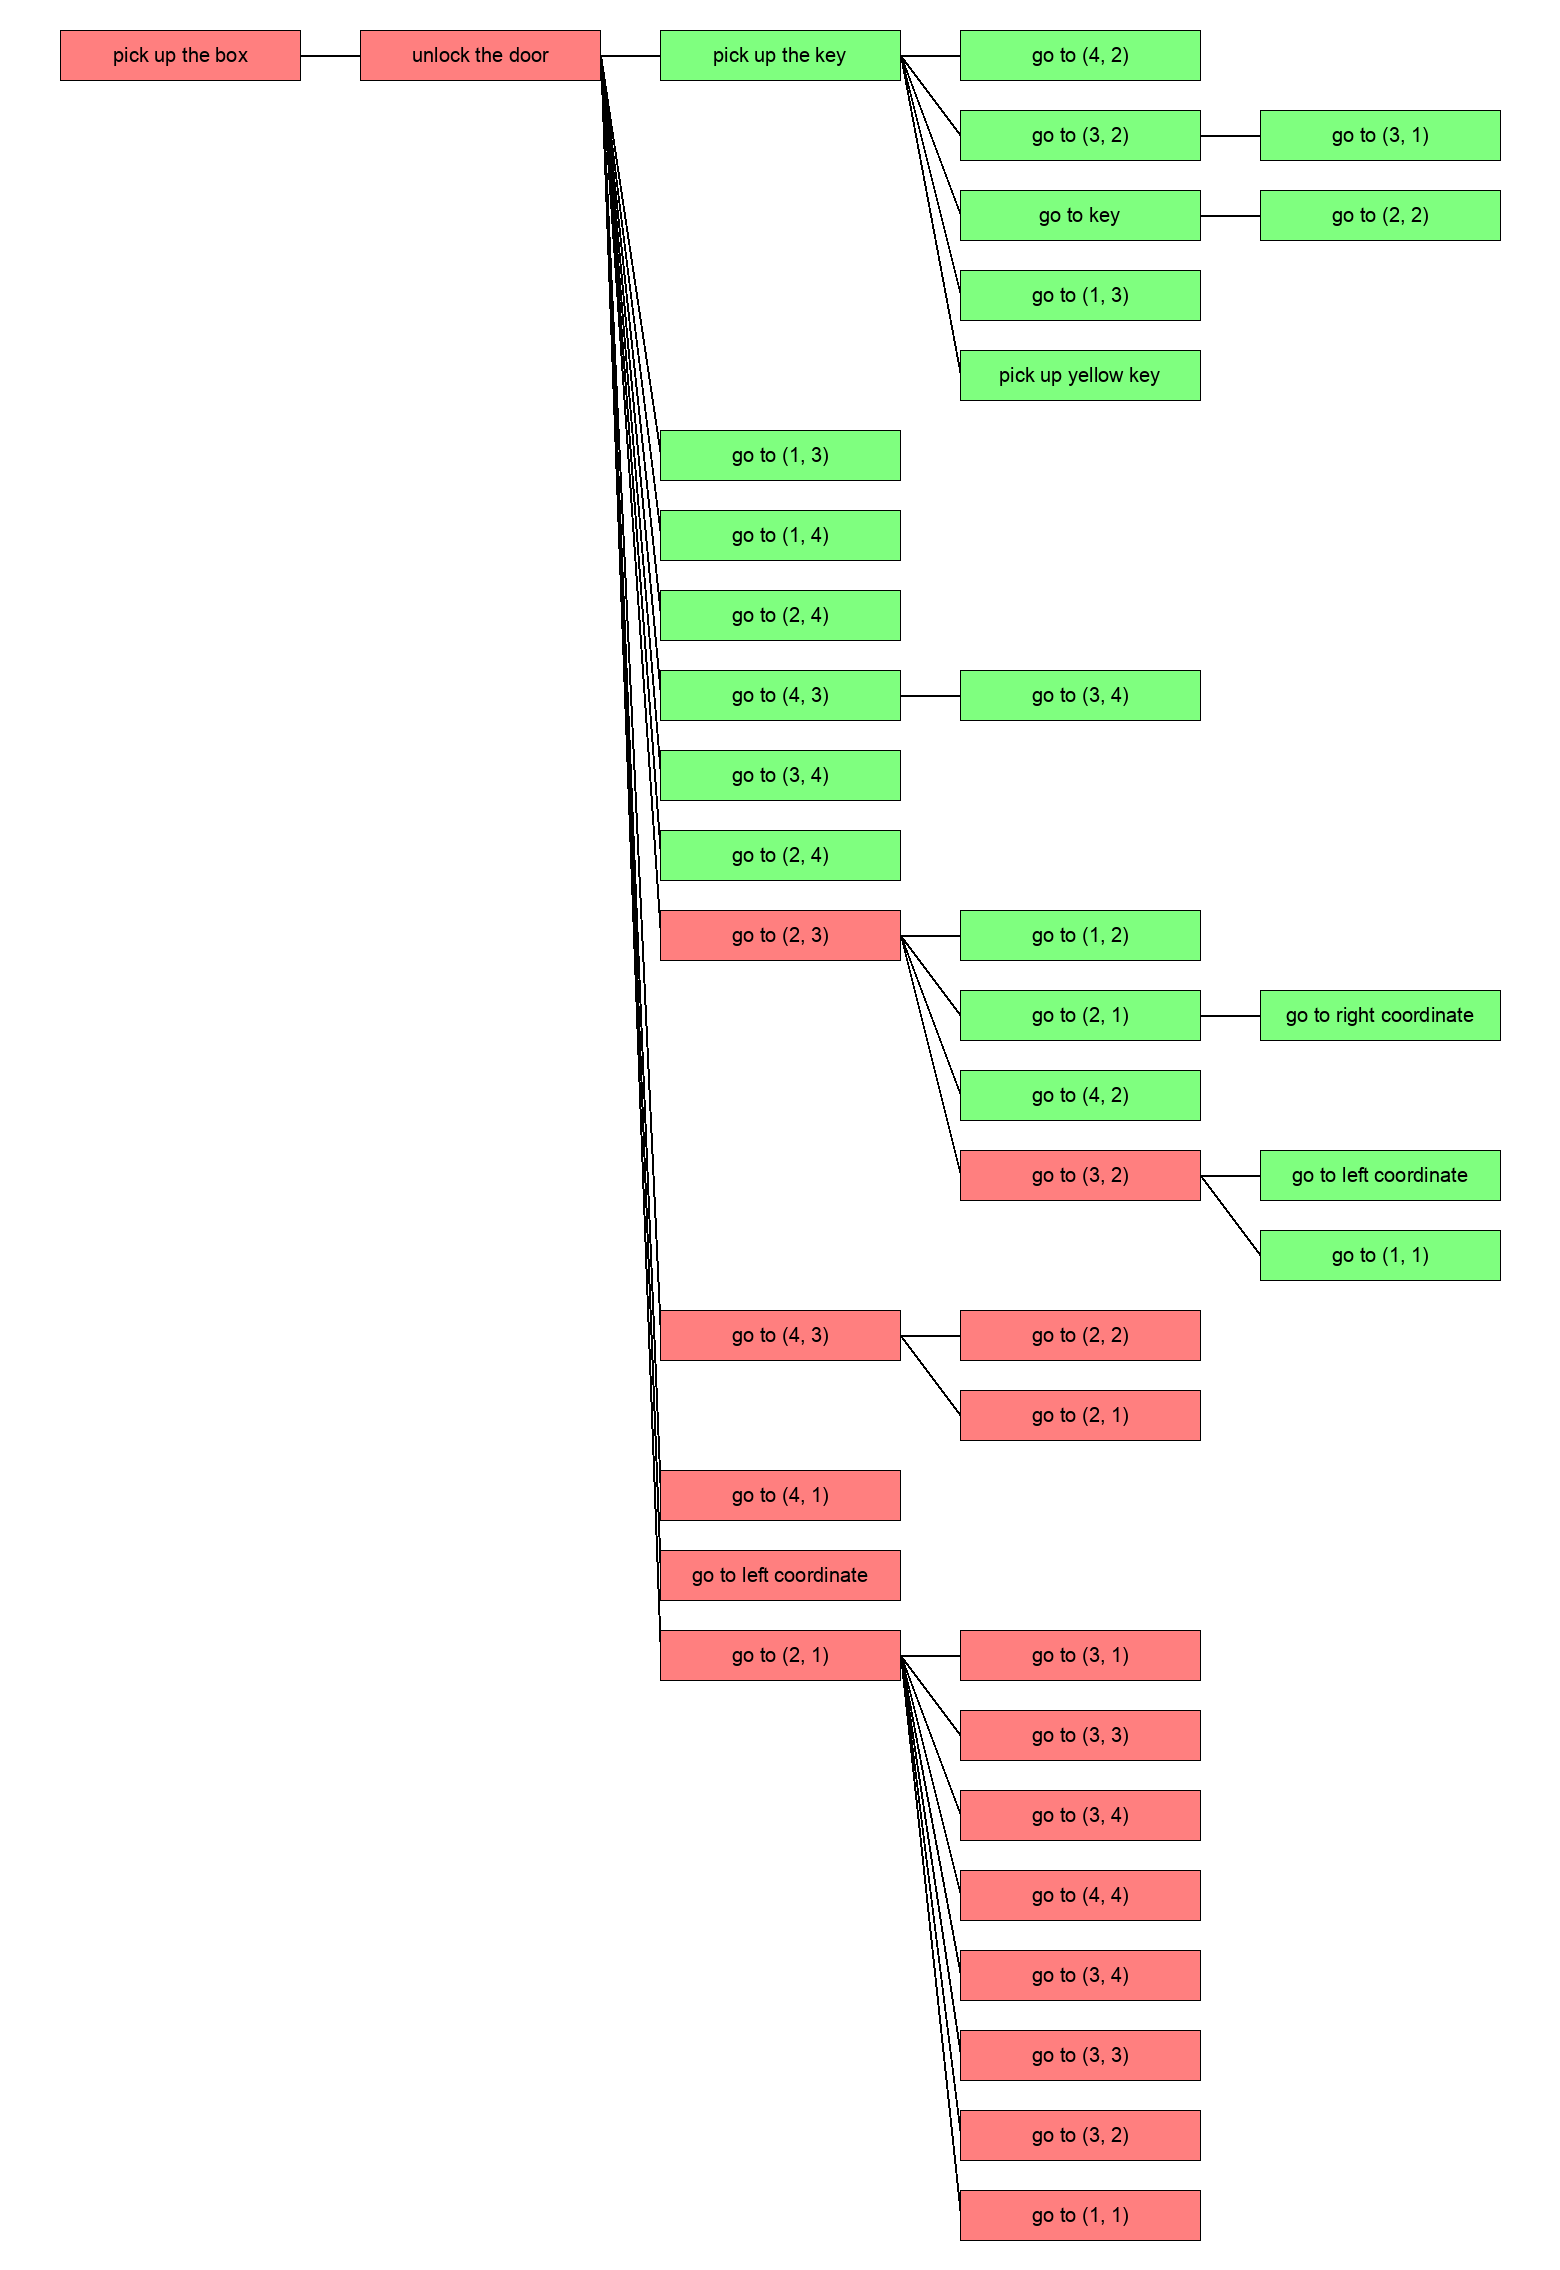 pick up the box
unlock the door
pick up the key
go to (4, 2)
go to (3, 2)
go to (3, 1)
go to key
go to (2, 2)
go to (1, 3)
pick up yellow key
go to (1, 3)
go to (1, 4)
go to (2, 4)
go to (4, 3)
go to (3, 4)
go to (3, 4)
go to (2, 4)
go to (2, 3)
go to (1, 2)
go to (2, 1)
go to right coordinate
go to (4, 2)
go to (3, 2)
go to left coordinate
go to (1, 1)
go to (4, 3)
go to (2, 2)
go to (2, 1)
go to (4, 1)
go to left coordinate
go to (2, 1)
go to (3, 1)
go to (3, 3)
go to (3, 4)
go to (4, 4)
go to (3, 4)
go to (3, 3)
go to (3, 2)
go to (1, 1)